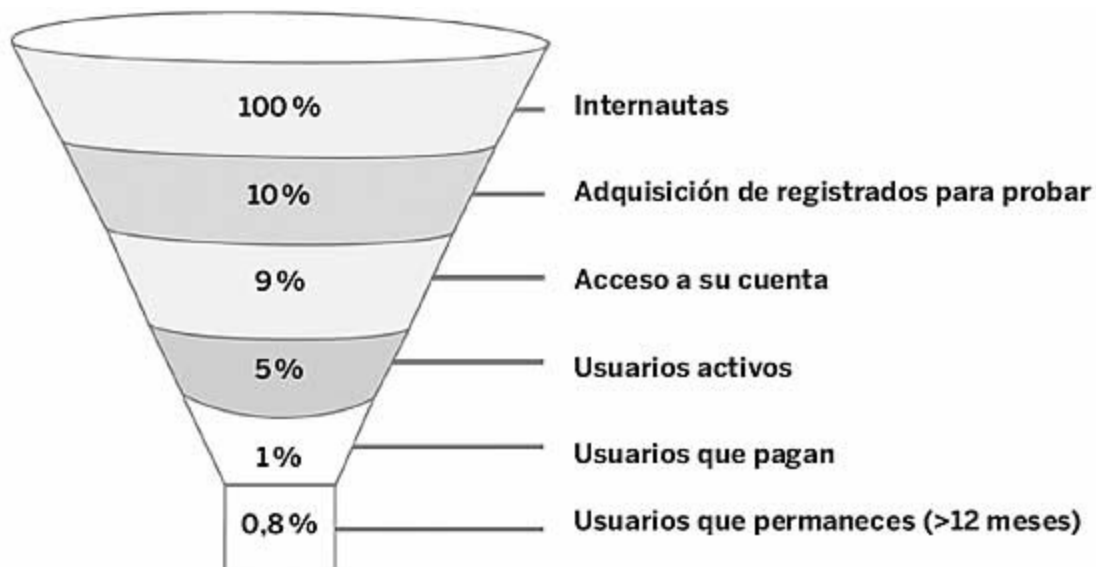 100 % Internautas
10 % Adquisición de registrados para probar
9 % Acceso a su cuenta
5 % Usuarios activos
1 % Usuarios que pagan
0,8 % Usuarios que permaneces (>12 meses)